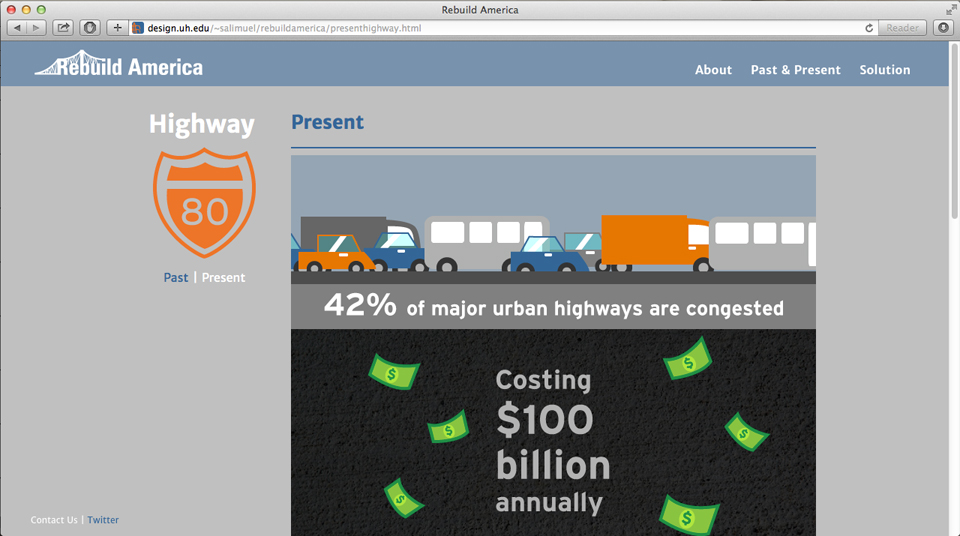 Rebuild America
design.uh.edu/~salimuel/rebuildamerica/presenthighway.html
Reader
Rebuild America
About Past & Present Solution
Highway
80
Past | Present
Present
42% of major urban highways are congested
$
$
$
$
$
$
Costing
$100
billion
annually
Contact Us | Twitter